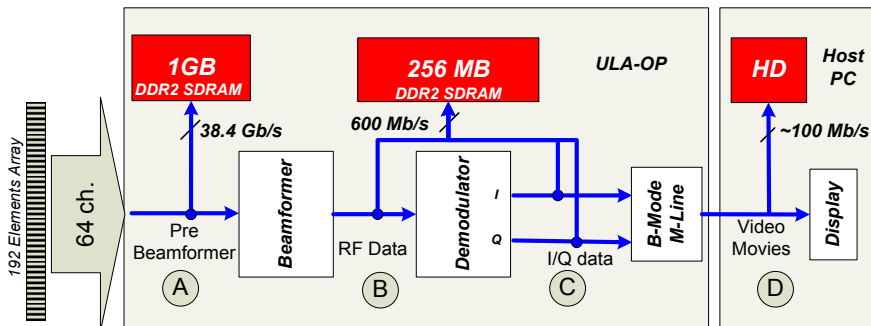 192 Elements Array
64 ch.
1GB
DDR2 SDRAM
38.4 Gb/s
Pre
Beamformer
A
Beamformer
RF Data
B
256 MB
DDR2 SDRAM
600 Mb/s
Demodulator
I
Q
I/Q data
C
ULA-OP
B-Mode
M-Line
HD
Host
PC
~100 Mb/s
Video
Movies
D
Display